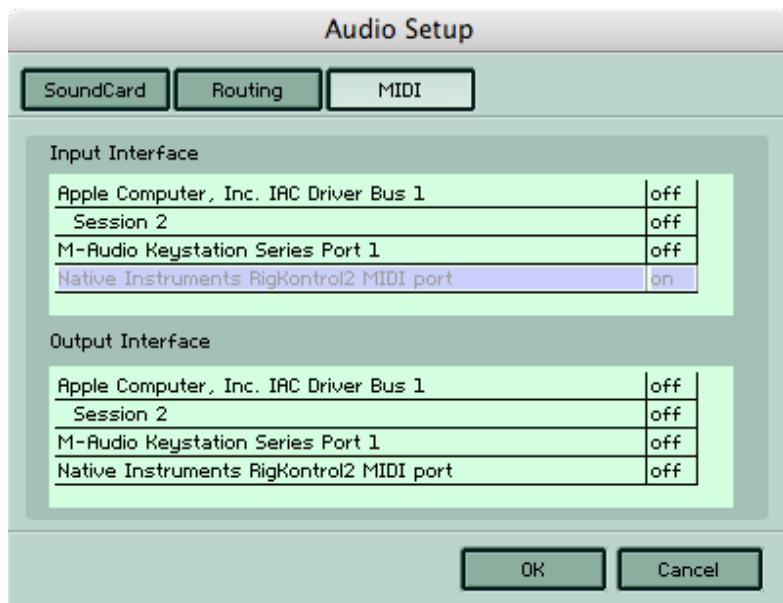 Audio Setup
SoundCard Routing MIDI
Input Interface
Apple Computer, Inc. IAC Driver Bus 1 off
Session 2 off
M-Audio Keystation Series Port 1 off
Native Instruments RigKontrol2 MIDI port on
Output Interface
Apple Computer, Inc. IAC Driver Bus 1 off
Session 2 off
M-Audio Keystation Series Port 1 off
Native Instruments RigKontrol2 MIDI port off
OK Cancel